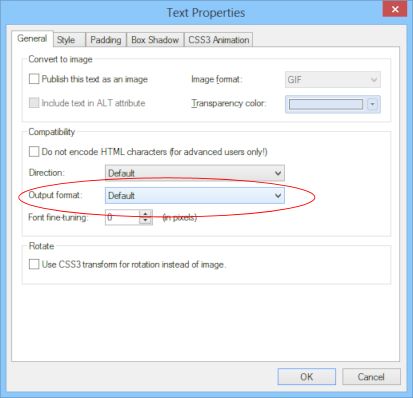 Text Properties
General Style Padding Box Shadow CSS3 Animation
Convert to image
Publish this text as an image Image format: GIF
Include text in ALT attribute Transparency color:
Compatibility
Do not encode HTML characters (for advanced users only!)
Direction: Default
Output format: Default
Font fine-tuning: 0 (in pixels)
Rotate
Use CSS3 transform for rotation instead of image.
OK Cancel